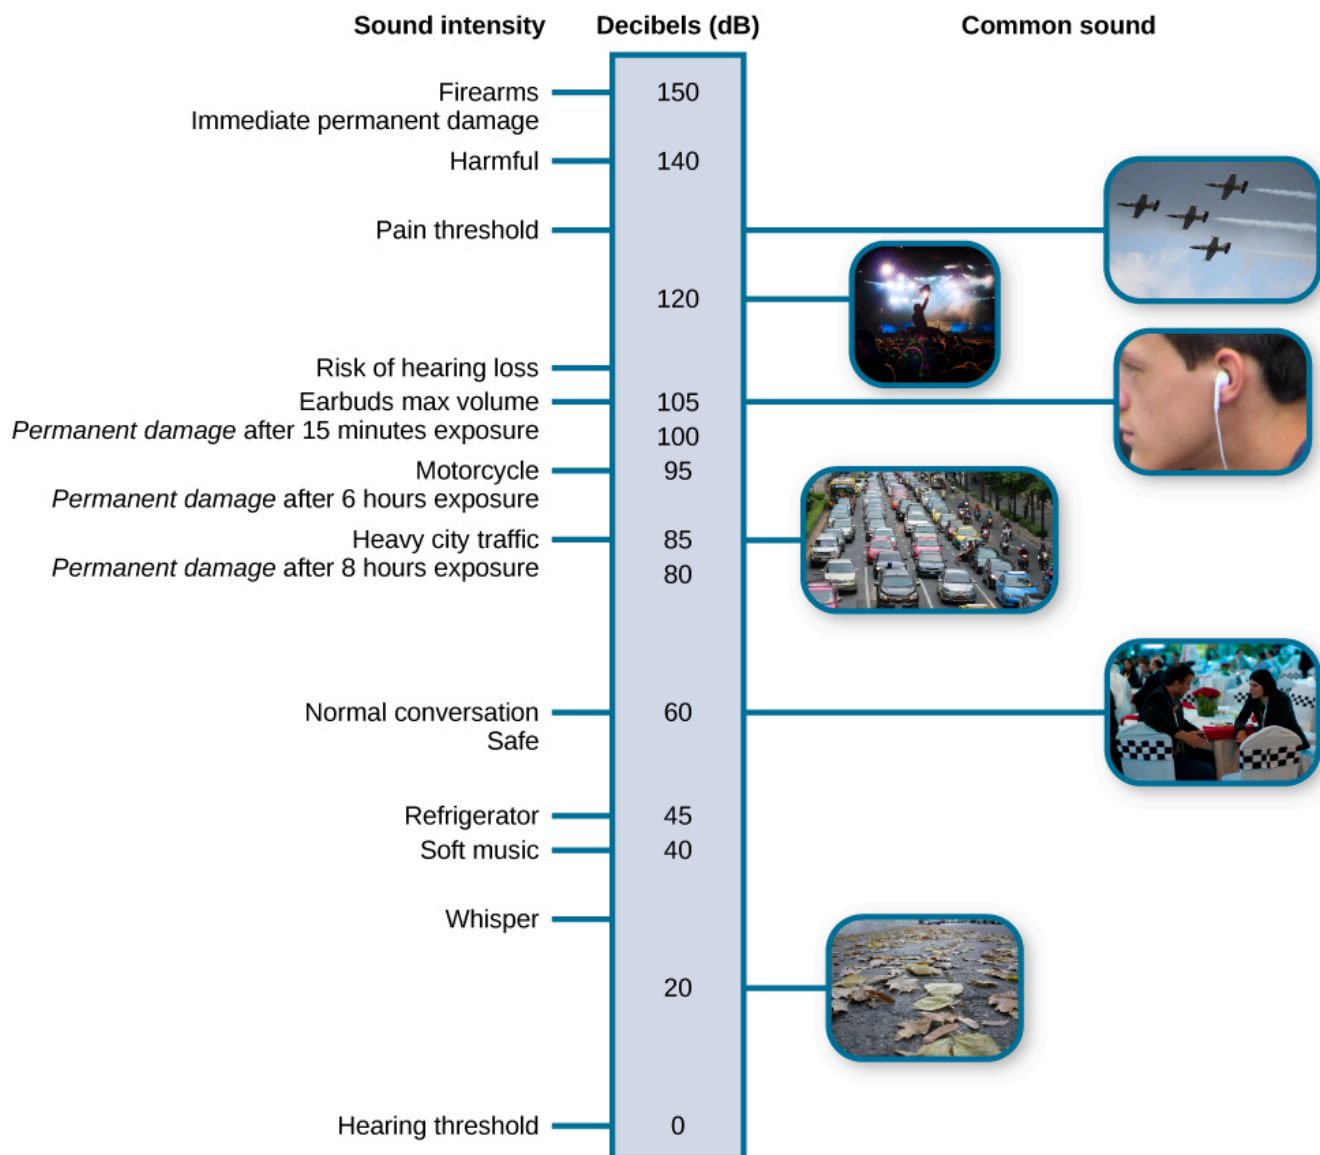 Sound intensity Decibels (dB) Common sound
Firearms 150
Immediate permanent damage
Harmful 140
Pain threshold
120
Risk of hearing loss
Earbuds max volume 105
Permanent damage after 15 minutes exposure 100
Motorcycle 95
Permanent damage after 6 hours exposure
Heavy city traffic 85
Permanent damage after 8 hours exposure 80
Normal conversation 60
Safe
Refrigerator 45
Soft music 40
Whisper
20
Hearing threshold 0